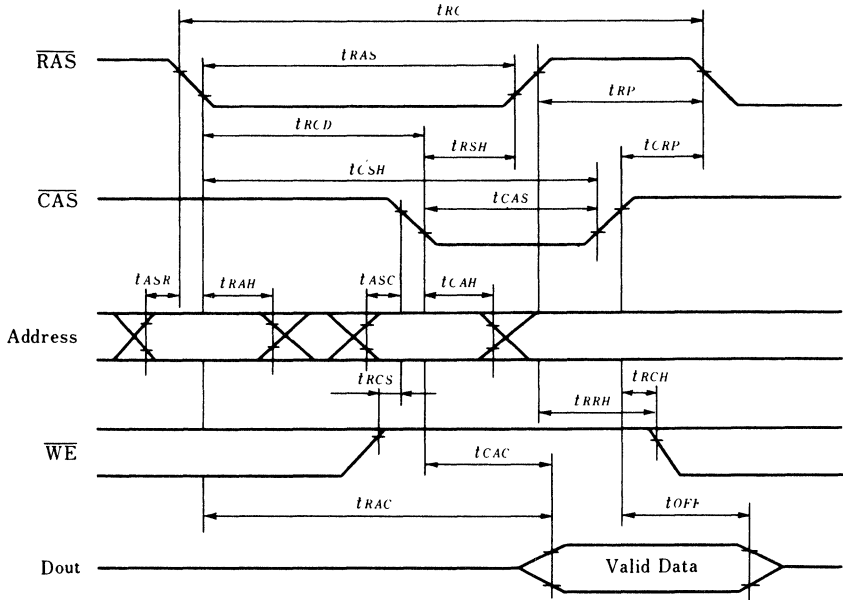 tRC
RAS
tRAS
tRP
tRCD
tRSH
tCRP
tCSH
CAS
tCAS
tASR
tRAH
tASC
tCAH
Address
tRCS
tRCH
tRRH
WE
tCAC
tRAC
tOFF
Dout
Valid Data